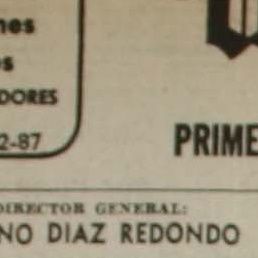 nes
s
DORES
2-87
PRIME
DIRECTOR GENERAL:
NO DIAZ REDONDO